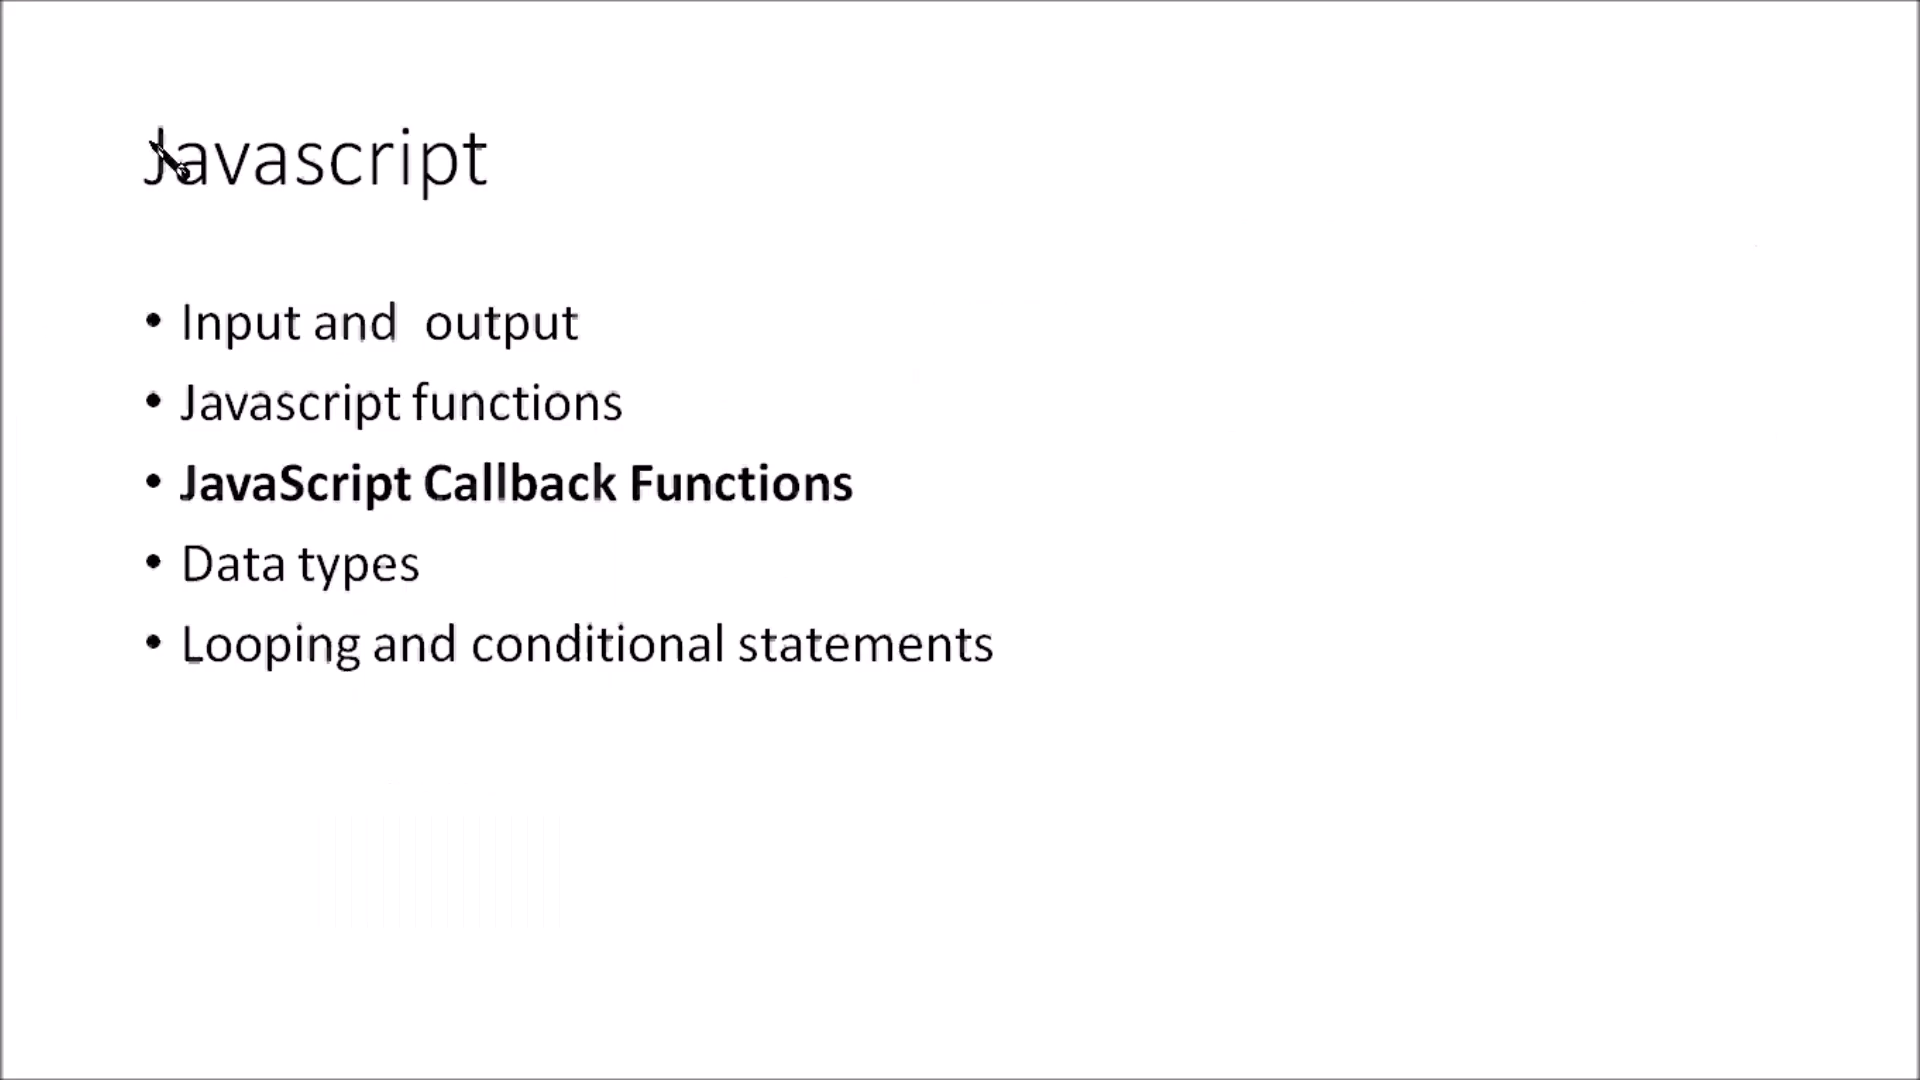 Javascript
• Input and  output
• Javascript functions
• JavaScript Callback Functions
• Data types
• Looping and conditional statements